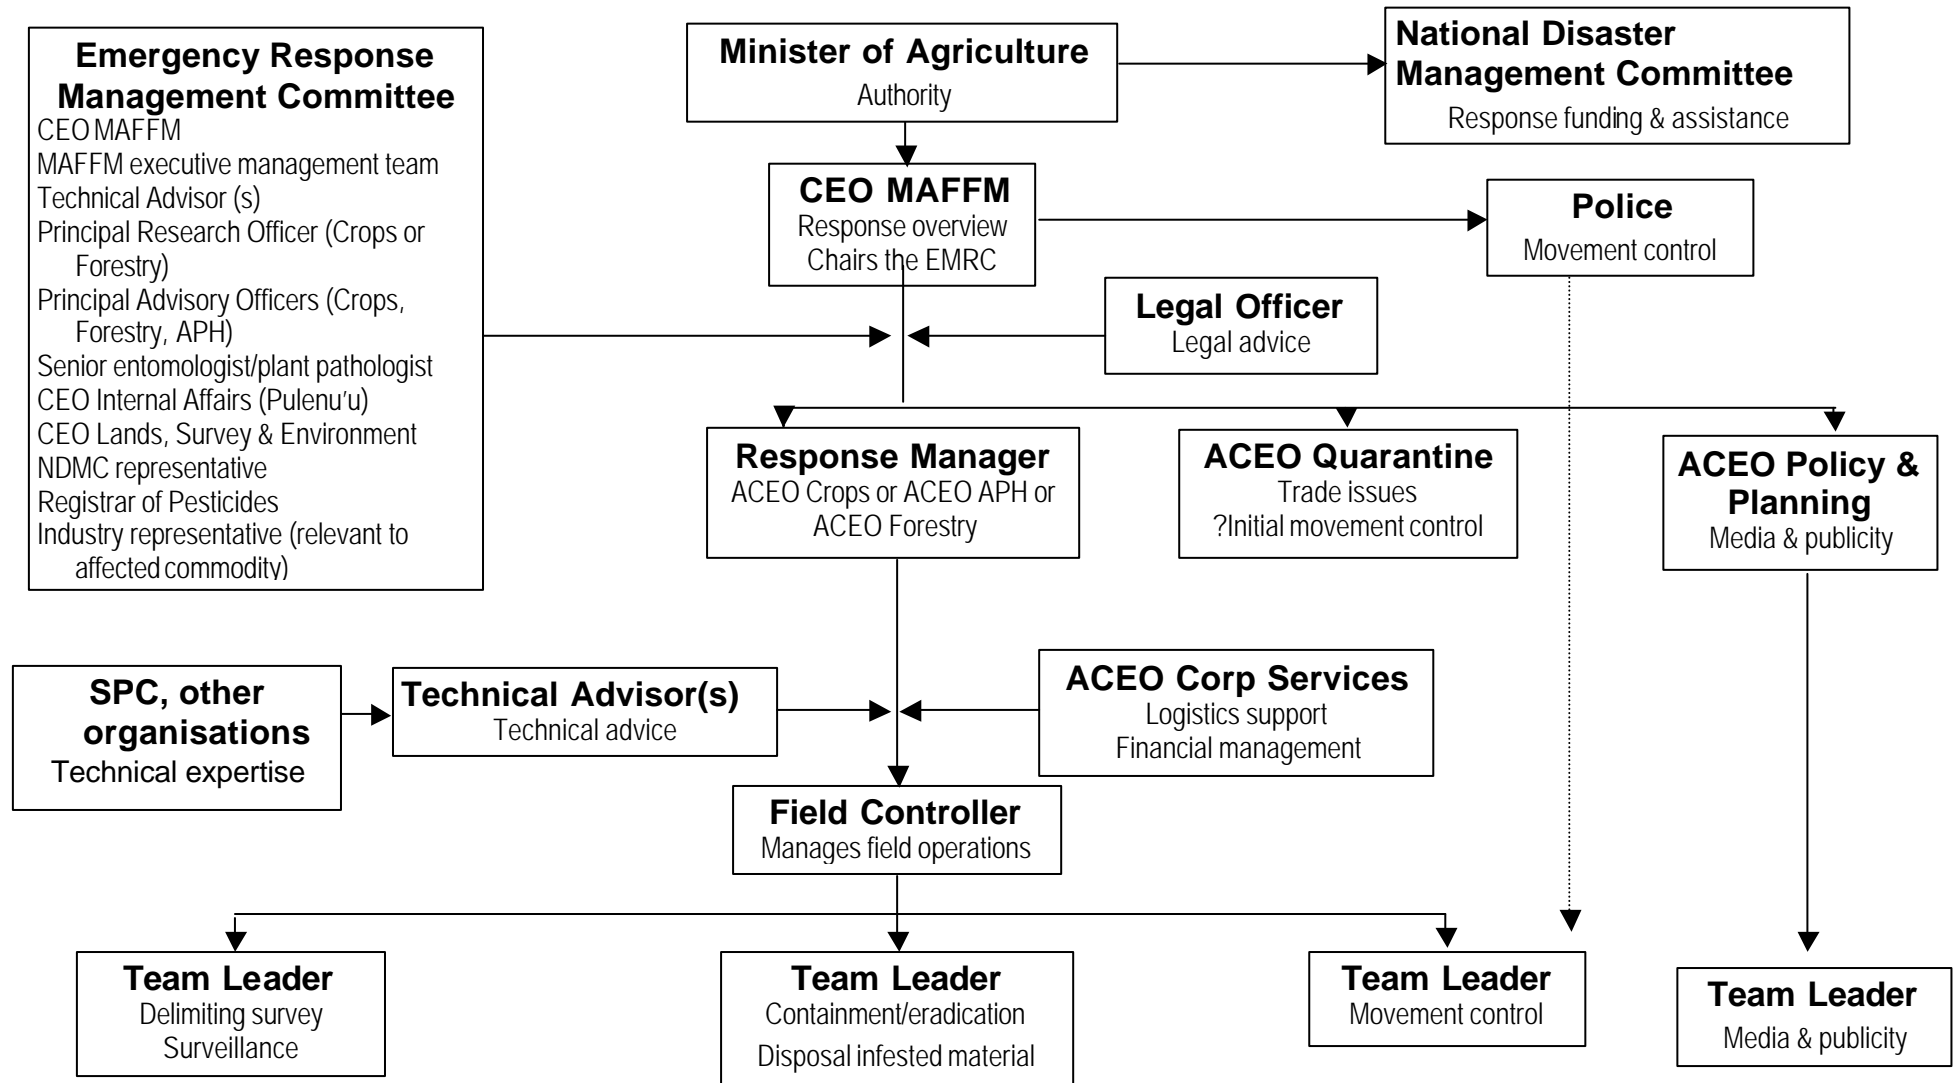 Emergency Response
Management Committee
CEO MAFFM
MAFFM executive management team
Technical Advisor (s)
Principal Research Officer (Crops or
Forestry)
Principal Advisory Officers (Crops,
Forestry, APH)
Senior entomologist/plant pathologist
CEO Internal Affairs (Pulenu'u)
CEO Lands, Survey & Environment
NDMC representative
Registrar of Pesticides
Industry representative (relevant to
affected commodity)
Minister of Agriculture
Authority
National Disaster
Management Committee
Response funding & assistance
CEO MAFFM
Response overview
Chairs the EMRC
Police
Movement control
Legal Officer
Legal advice
Response Manager
ACEO Crops or ACEO APH or
ACEO Forestry
ACEO Quarantine
Trade issues
?Initial movement control
ACEO Policy &
Planning
Media & publicity
SPC, other
organisations
Technical expertise
Technical Advisor(s)
Technical advice
ACEO Corp Services
Logistics support
Financial management
Field Controller
Manages field operations
Team Leader
Delimiting survey
Surveillance
Team Leader
Containment/eradication
Disposal infested material
Team Leader
Movement control
Team Leader
Media & publicity